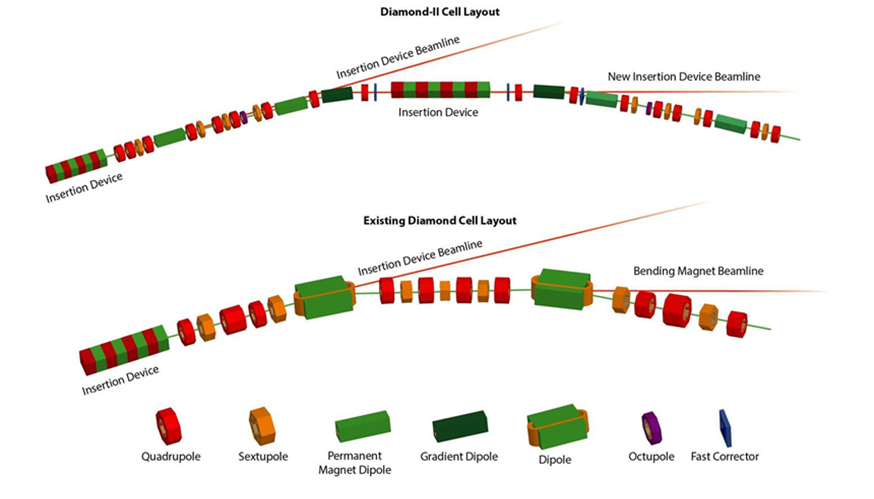 Diamond-II Cell Layout
Insertion Device Beamline
New Insertion Device Beamline
Insertion Device
Insertion Device
Existing Diamond Cell Layout
Insertion Device Beamline
Bending Magnet Beamline
Insertion Device
Quadrupole
Sextupole
Permanent
Magnet Dipole
Gradient Dipole
Dipole
Octupole
Fast Corrector